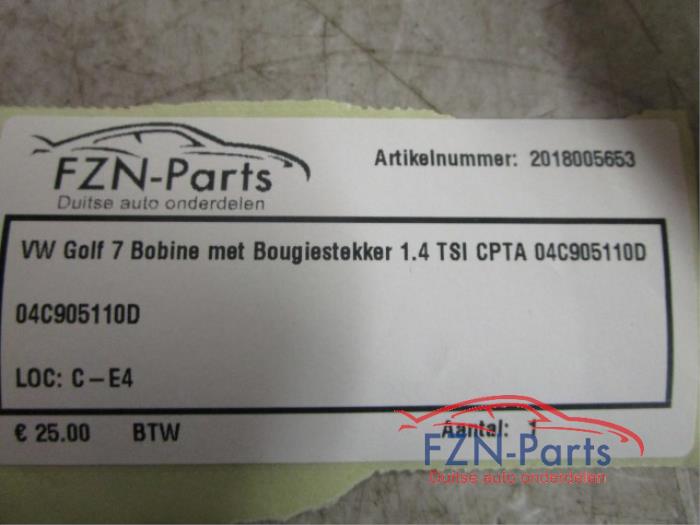 FZN-Parts
Duitse auto onderdelen
Artikelnummer: 2018005653
VW Golf 7 Bobine met Bougiestekker 1.4 TSI CPTA 04C905110D
04C905110D
LOC: C-E4
€ 25.00 BTW Aantal: 1
FZN-Parts
Duitse auto onderdelen